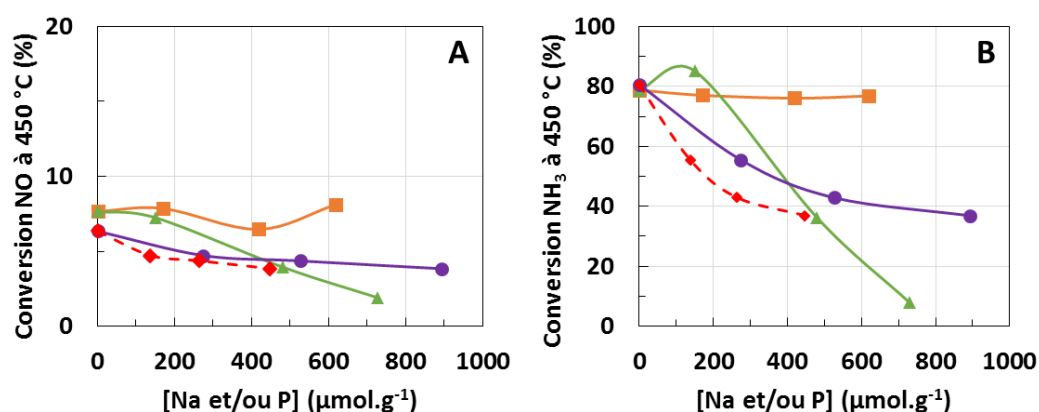 A
Conversion NO à 450 °C (%)
20
10
0
0 200 400 600 800 1000
[Na et/ou P] (µmol.g⁻¹)
B
Conversion NH₃ à 450 °C (%)
100
80
60
40
20
0
0 200 400 600 800 1000
[Na et/ou P] (µmol.g⁻¹)